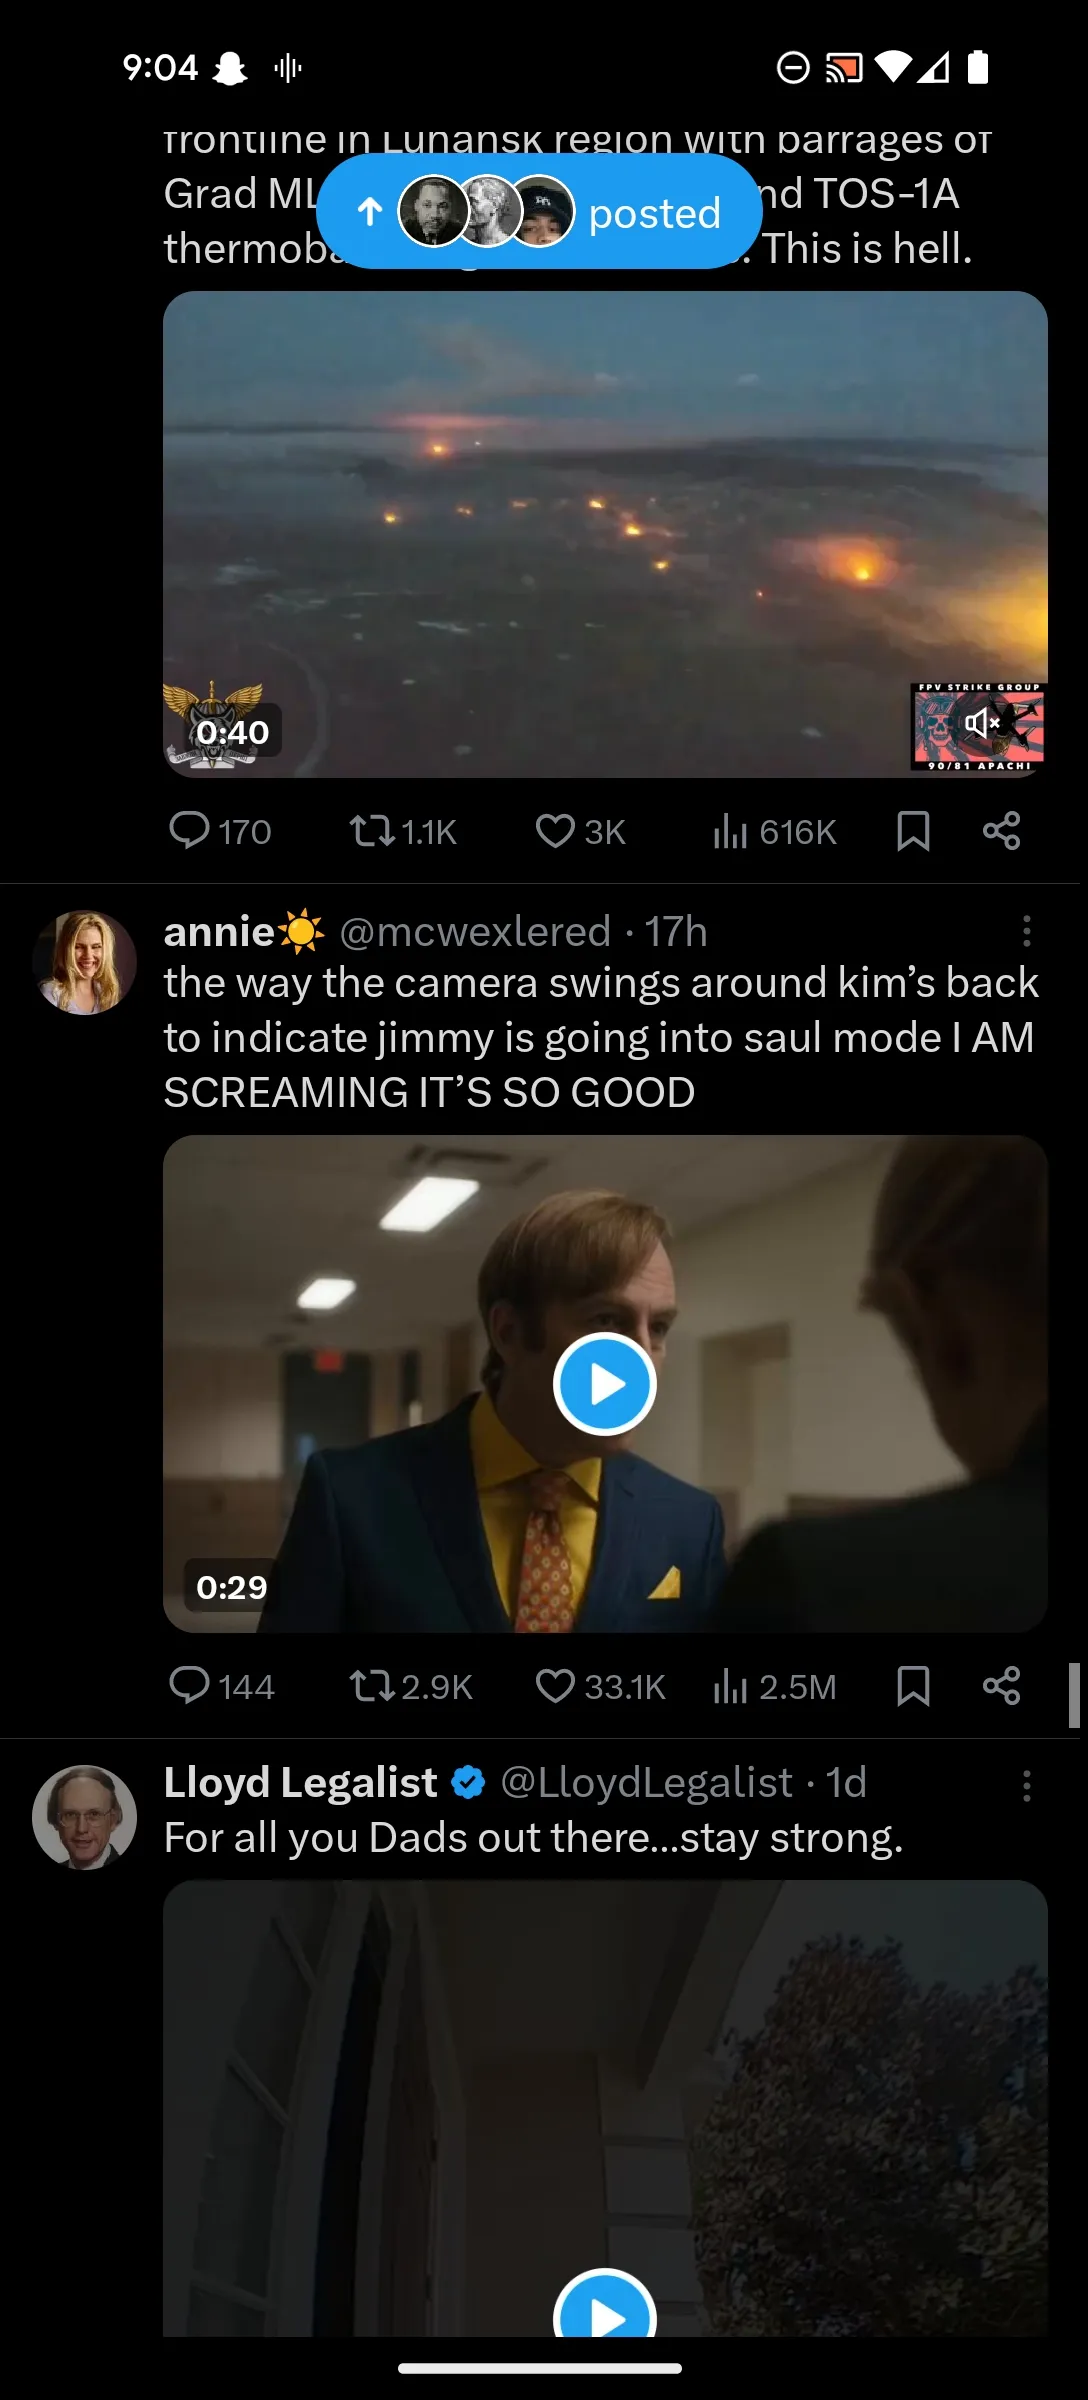 9:04
frontline in Luhansk region with barrages of
Grad ML
posted
nd TOS-1A
thermoba
. This is hell.
FPV STRIKE GROUP
0:40
90/81 APACHI
170 1.1K 3K 616K
annie☀️ @mcwexlered · 17h
the way the camera swings around kim’s back
to indicate jimmy is going into saul mode I AM
SCREAMING IT’S SO GOOD
0:29
144 2.9K 33.1K 2.5M
Lloyd Legalist @LloydLegalist · 1d
For all you Dads out there...stay strong.